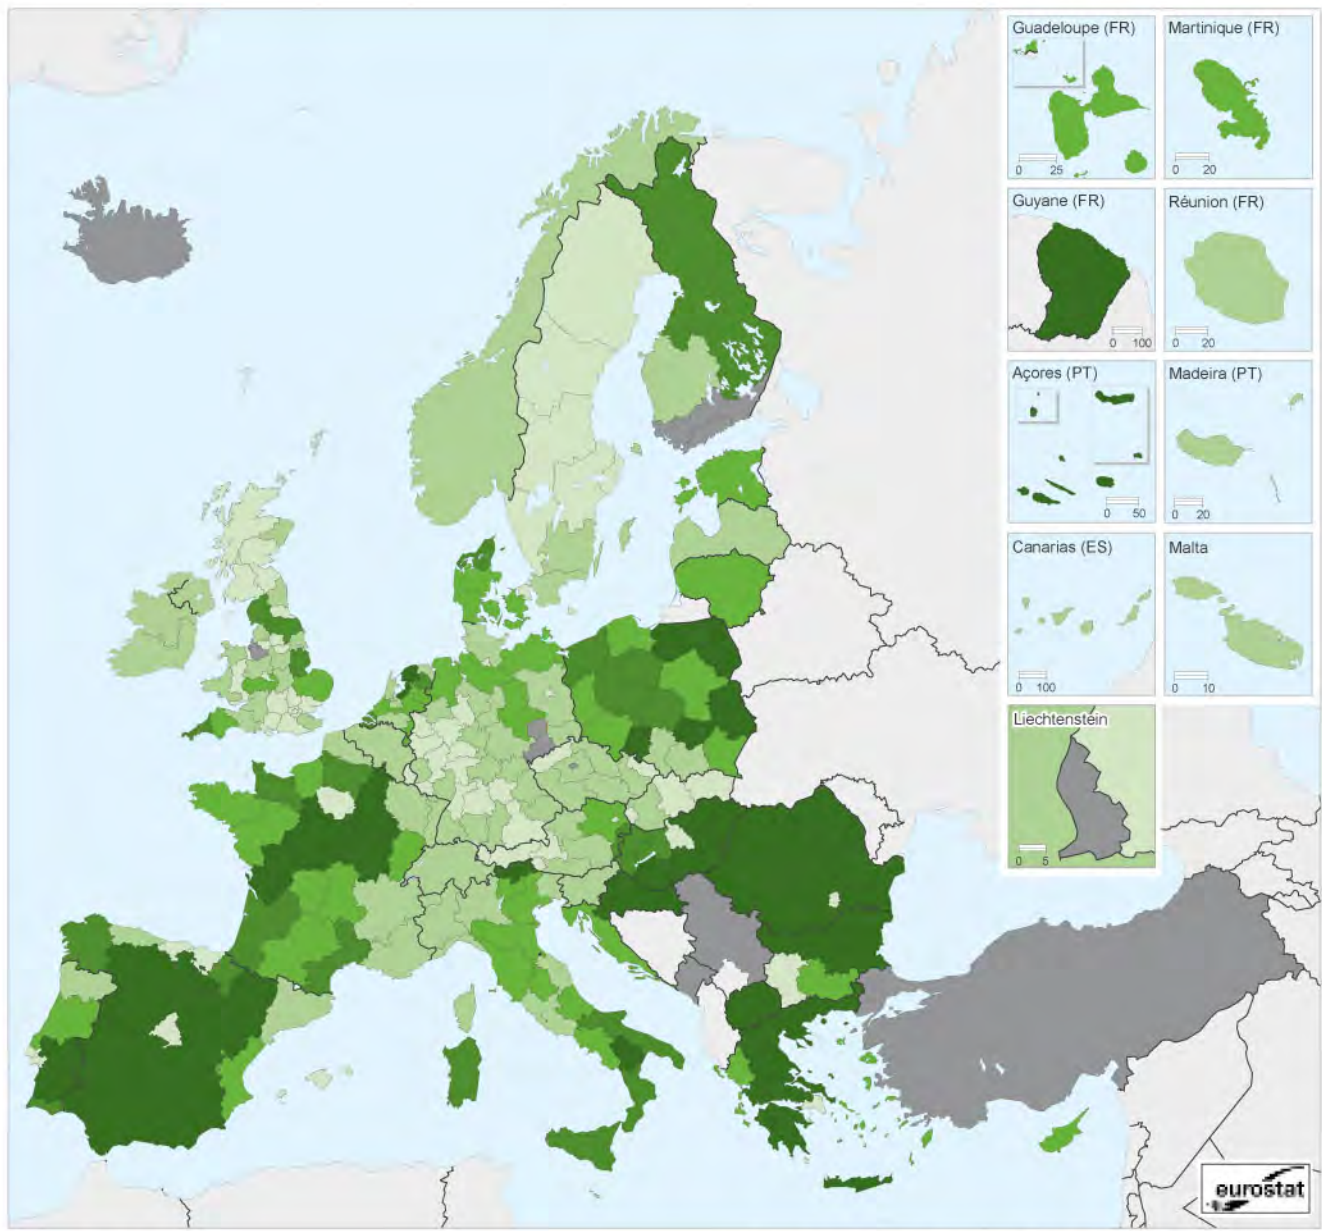 Guadeloupe (FR)
0 25
Martinique (FR)
0 20
Guyane (FR)
0 100
Réunion (FR)
0 20
Açores (PT)
0 50
Madeira (PT)
0 20
Canarias (ES)
0 100
Malta
0 10
Liechtenstein
0 5
eurostat